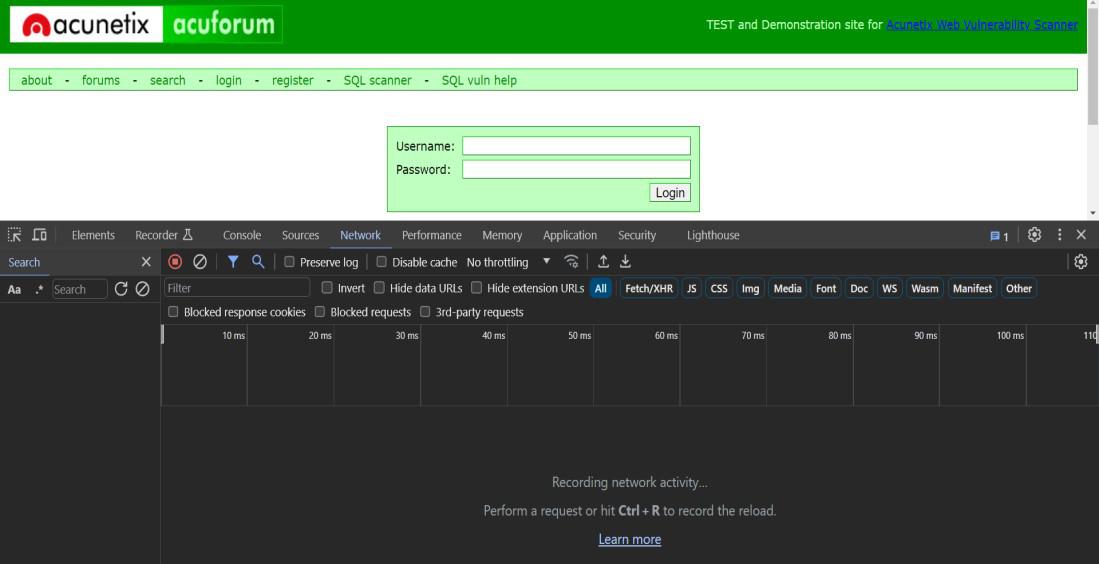 acunetix acuforum
TEST and Demonstration site for Acunetix Web Vulnerability Scanner
about - forums - search - login - register - SQL scanner - SQL vuln help
Username:
Password:
Login
Elements Recorder Console Sources Network Performance Memory Application Security Lighthouse 1
Search Preserve log Disable cache No throttling
Aa .* Search Filter Invert Hide data URLs Hide extension URLs All Fetch/XHR JS CSS Img Media Font Doc WS Wasm Manifest Other
Blocked response cookies Blocked requests 3rd-party requests
10 ms 20 ms 30 ms 40 ms 50 ms 60 ms 70 ms 80 ms 90 ms 100 ms 110
Recording network activity...
Perform a request or hit Ctrl + R to record the reload.
Learn more